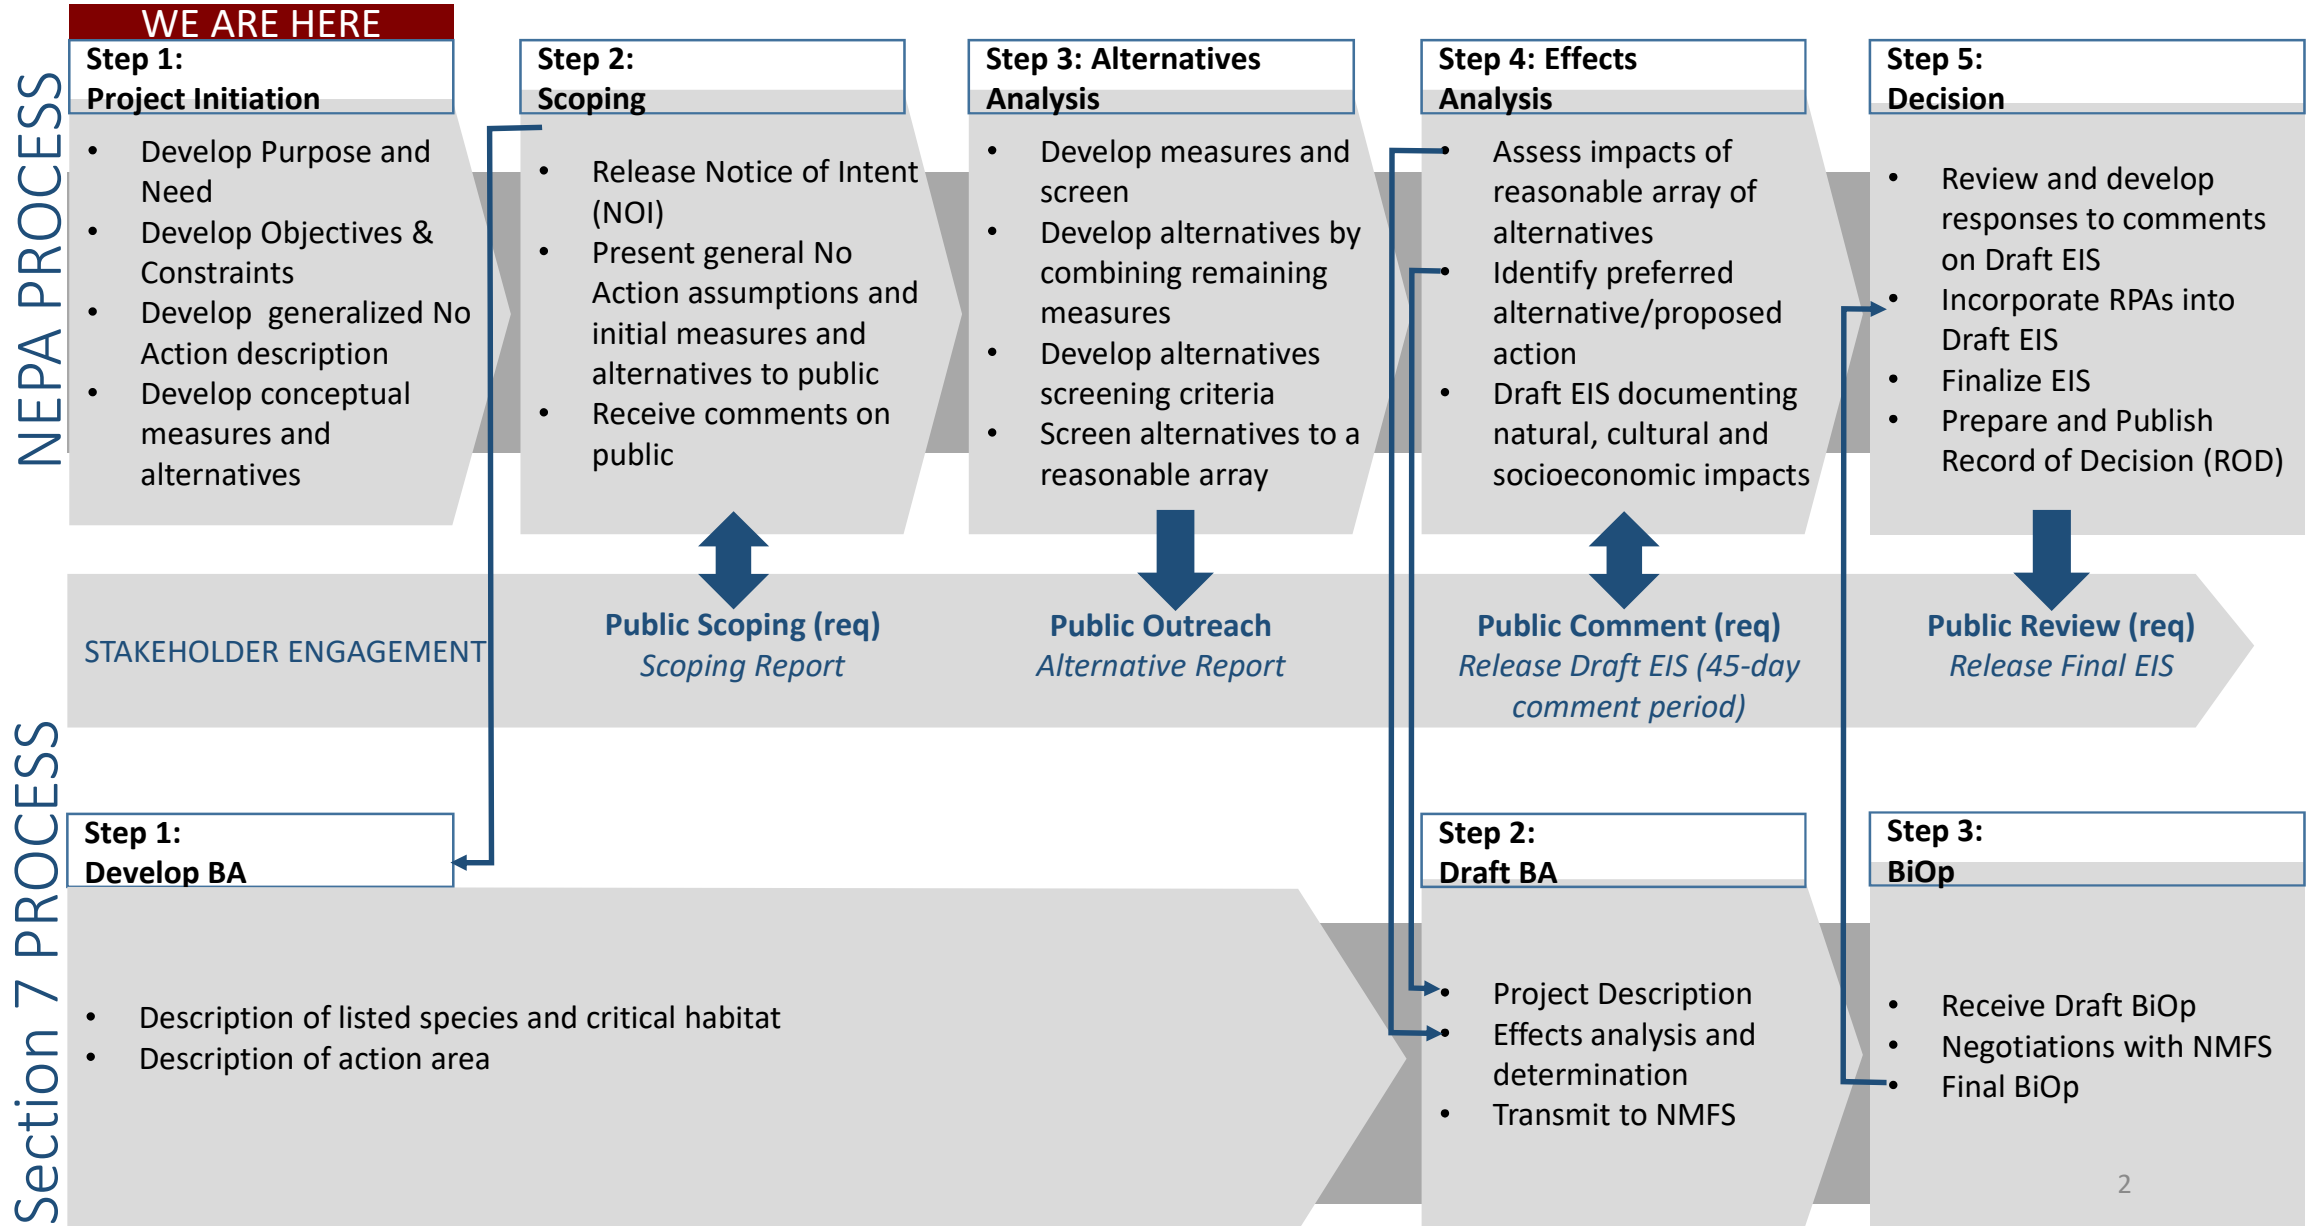 WE ARE HERE
NEPA PROCESS
Step 1:
Project Initiation
• Develop Purpose and
Need
• Develop Objectives &
Constraints
• Develop  generalized No
Action description
• Develop conceptual
measures and
alternatives
Step 2:
Scoping
• Release Notice of Intent
(NOI)
• Present general No
Action assumptions and
initial measures and
alternatives to public
• Receive comments on
public
Step 3: Alternatives
Analysis
• Develop measures and
screen
• Develop alternatives by
combining remaining
measures
• Develop alternatives
screening criteria
• Screen alternatives to a
reasonable array
Step 4: Effects
Analysis
• Assess impacts of
reasonable array of
alternatives
• Identify preferred
alternative/proposed
action
• Draft EIS documenting
natural, cultural and
socioeconomic impacts
Step 5:
Decision
• Review and develop
responses to comments
on Draft EIS
• Incorporate RPAs into
Draft EIS
• Finalize EIS
• Prepare and Publish
Record of Decision (ROD)
STAKEHOLDER ENGAGEMENT
Public Scoping (req)
Scoping Report
Public Outreach
Alternative Report
Public Comment (req)
Release Draft EIS (45-day
comment period)
Public Review (req)
Release Final EIS
Section 7 PROCESS
Step 1:
Develop BA
• Description of listed species and critical habitat
• Description of action area
Step 2:
Draft BA
• Project Description
• Effects analysis and
determination
• Transmit to NMFS
Step 3:
BiOp
• Receive Draft BiOp
• Negotiations with NMFS
• Final BiOp
2